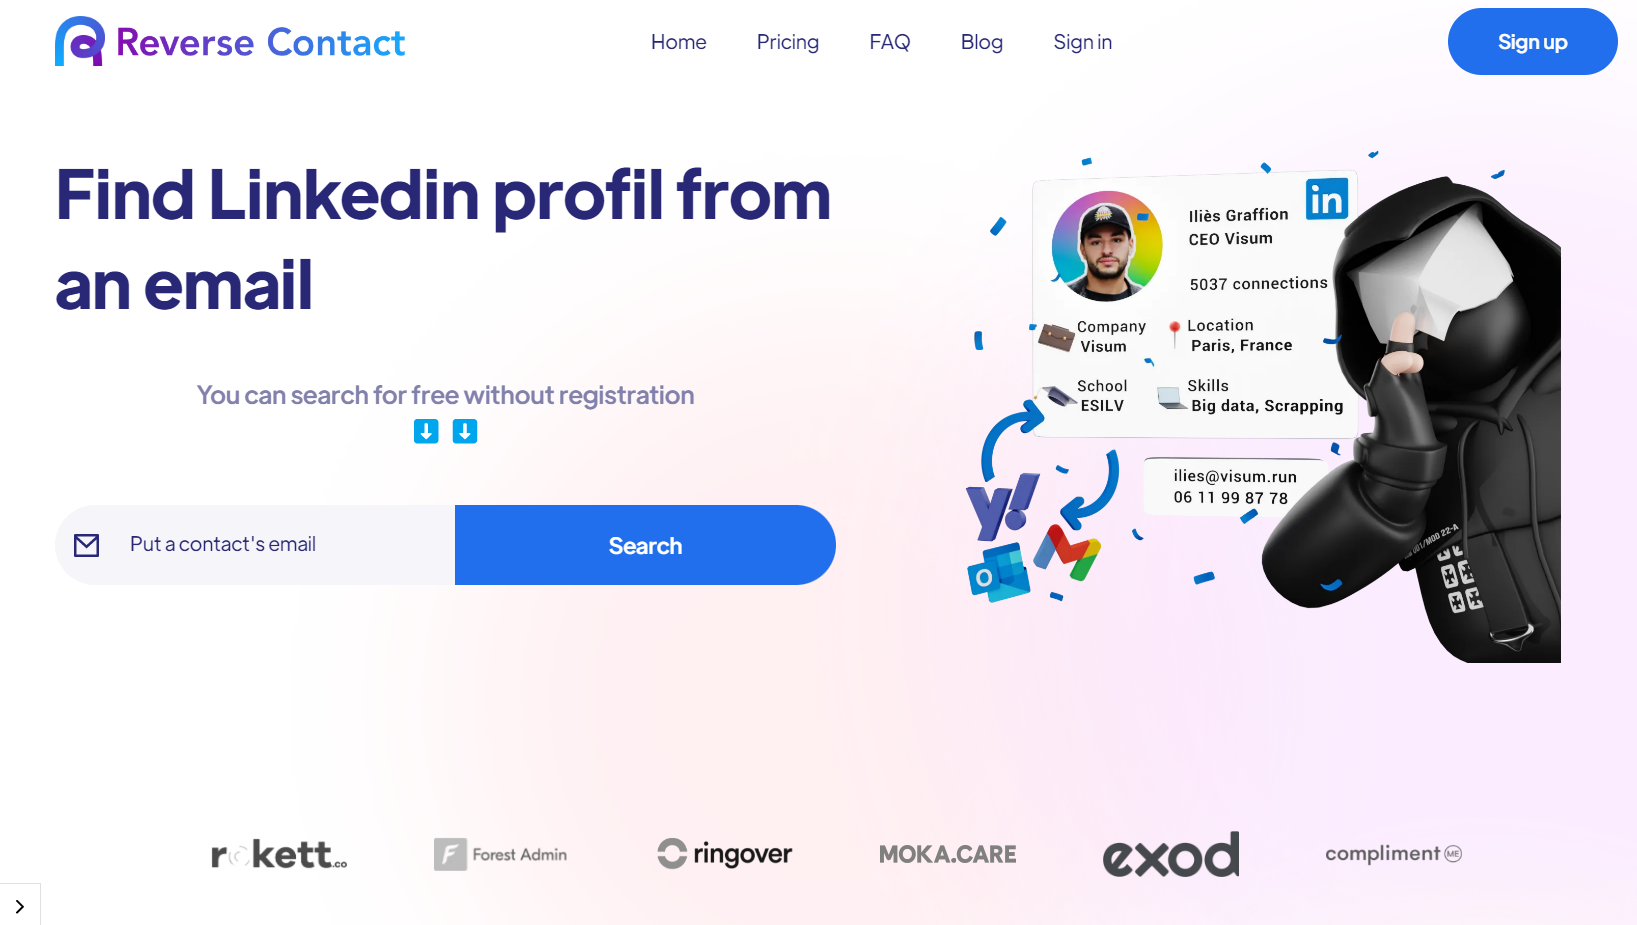 Reverse Contact
Home
Pricing
FAQ
Blog
Sign in
Sign up
Find Linkedin profil from
an email
You can search for free without registration
Put a contact's email
Search
in
Iliès Graffion
CEO Visum
5037 connections
Company
Visum
Location
Paris, France
School
ESILV
Skills
Big data, Scrapping
ilies@visum.run
06 11 99 87 78
rokett.co
Forest Admin
ringover
MOKA.CARE
exod
compliment ME